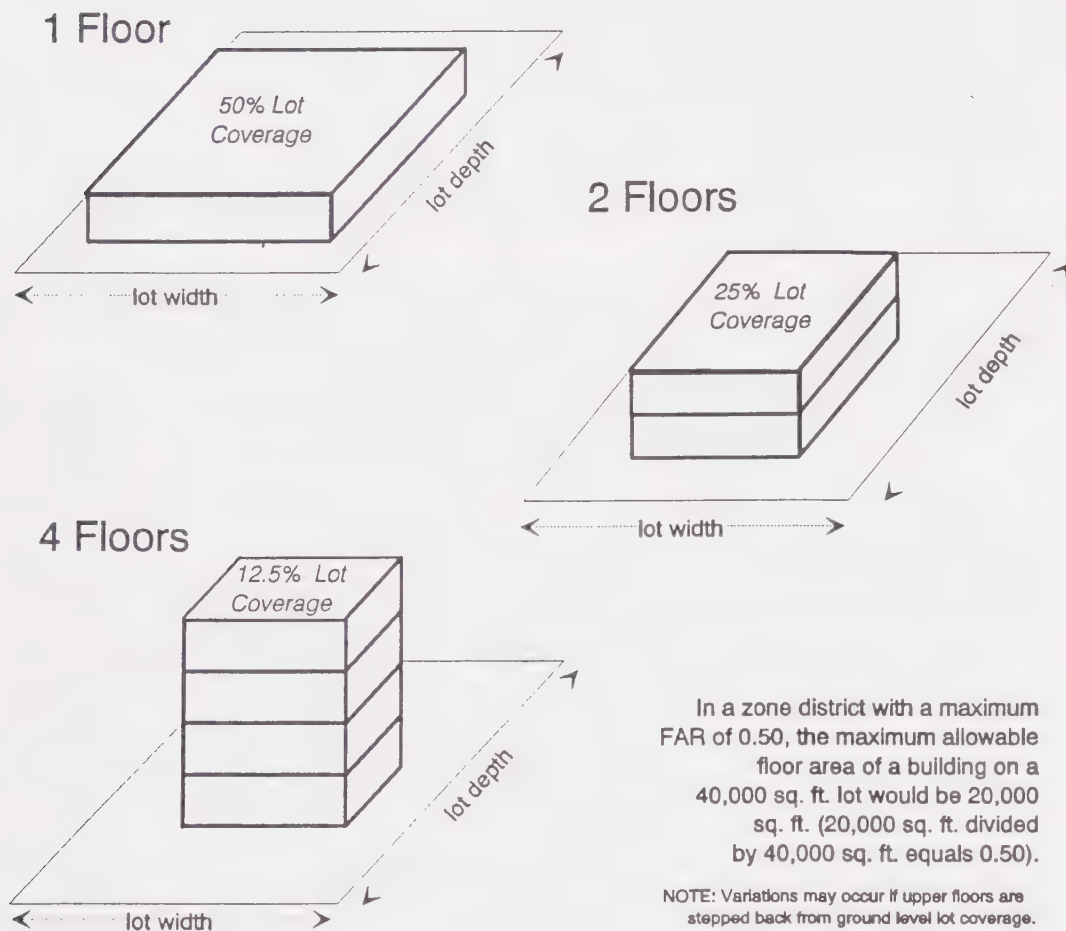 1 Floor
50% Lot
Coverage
lot depth
lot width
2 Floors
25% Lot
Coverage
lot depth
lot width
4 Floors
12.5% Lot
Coverage
lot depth
lot width
In a zone district with a maximum
FAR of 0.50, the maximum allowable
floor area of a building on a
40,000 sq. ft. lot would be 20,000
sq. ft. (20,000 sq. ft. divided
by 40,000 sq. ft. equals 0.50).
NOTE: Variations may occur if upper floors are
stepped back from ground level lot coverage.